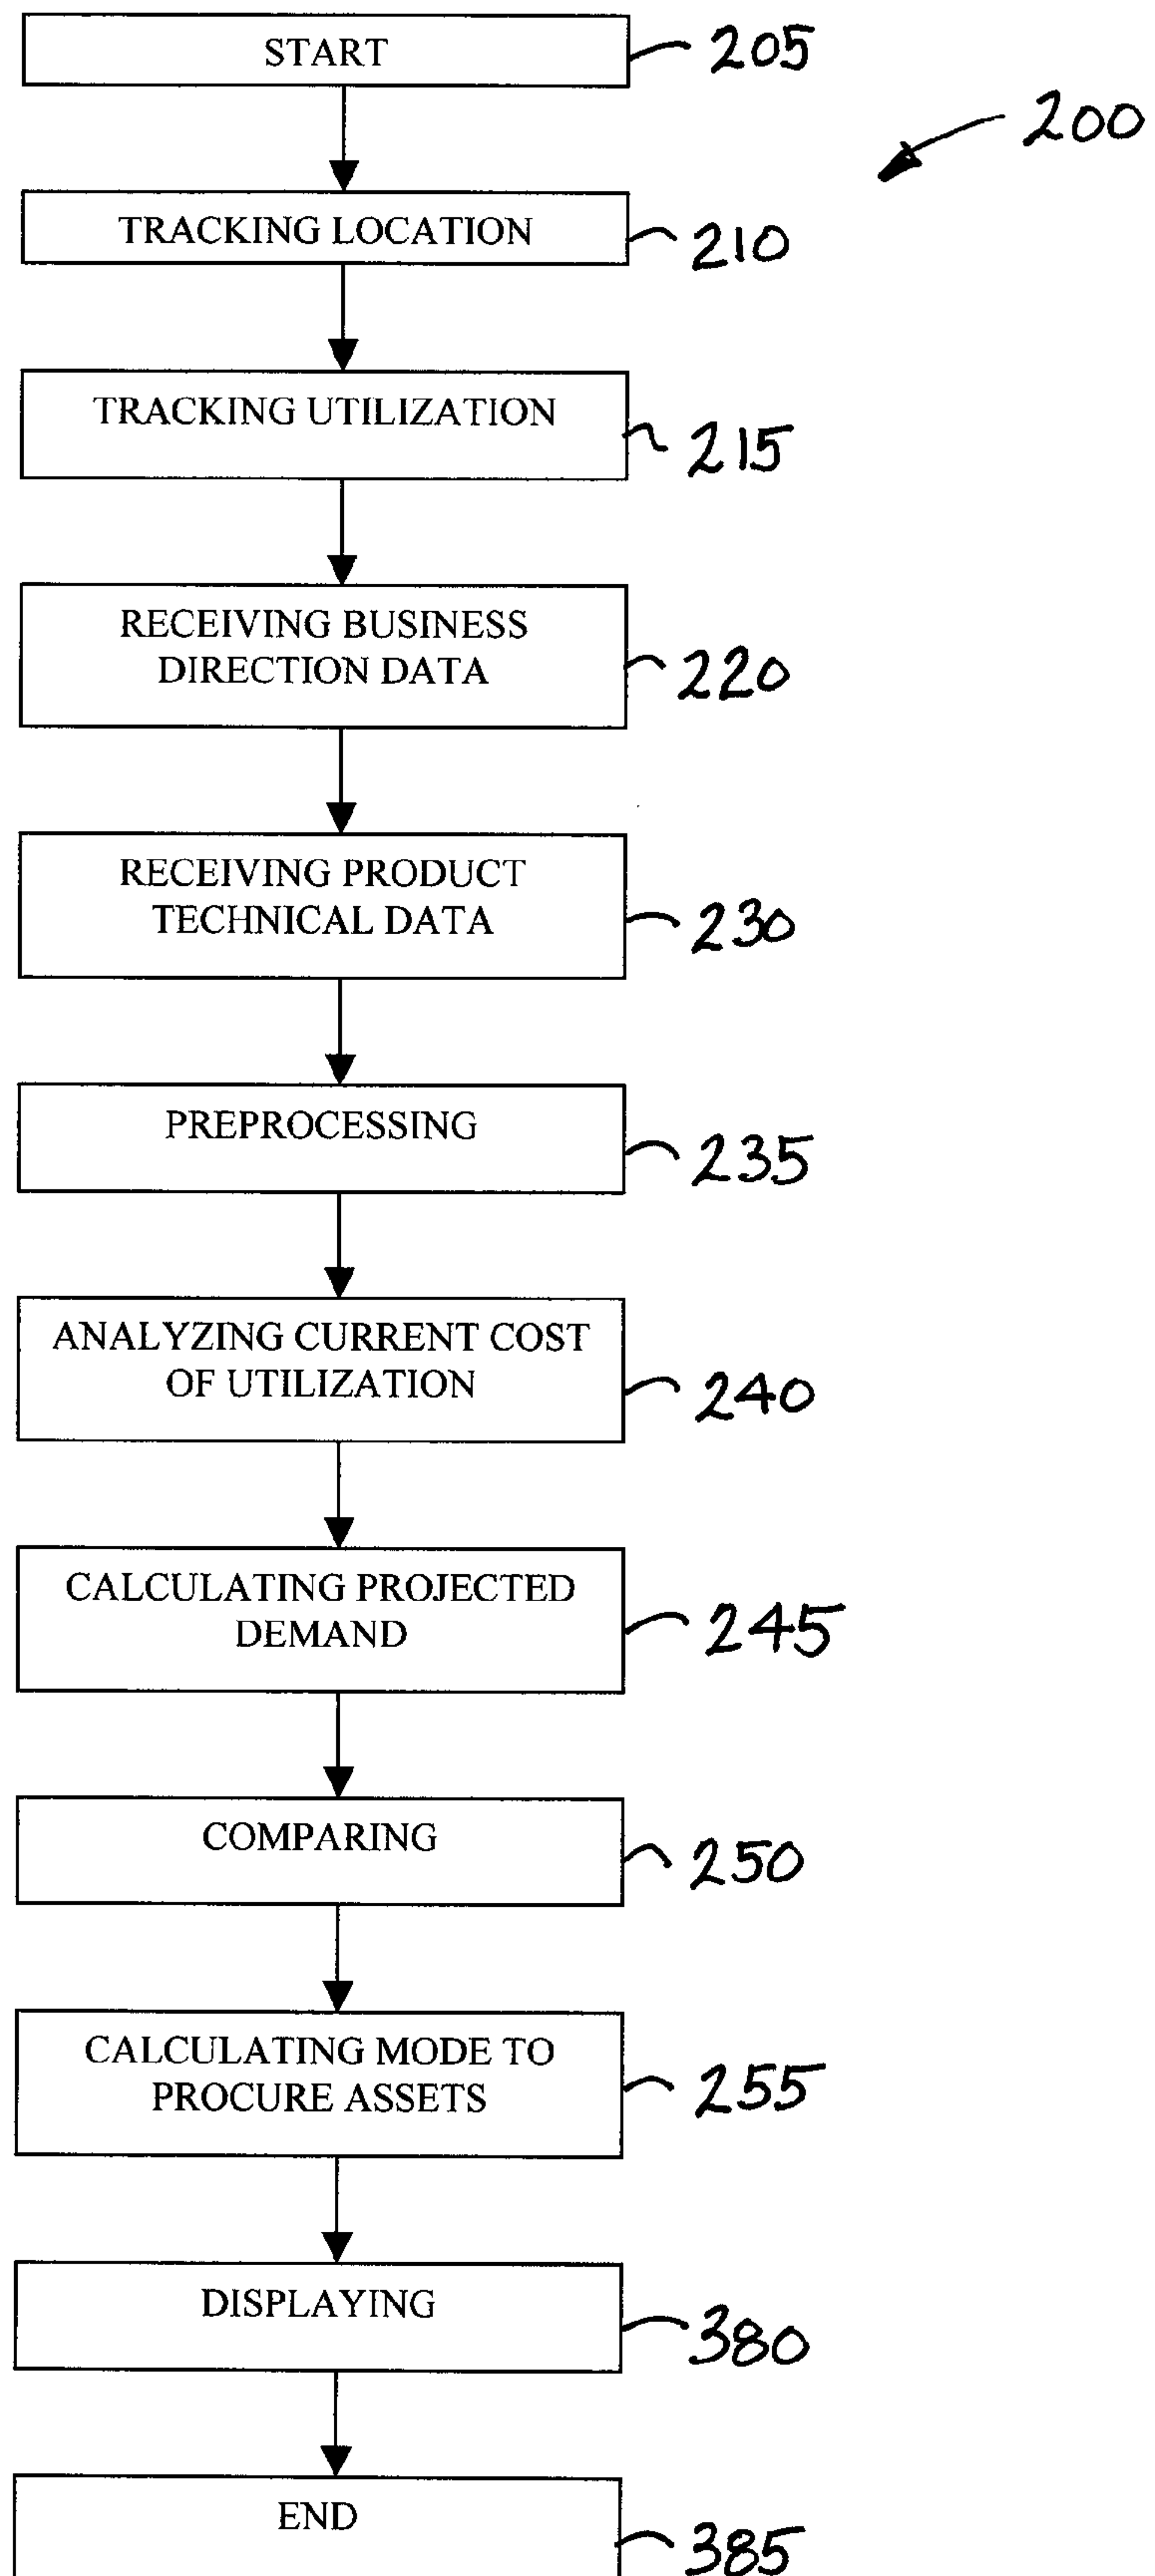 START
205
200
TRACKING LOCATION
210
TRACKING UTILIZATION
215
RECEIVING BUSINESS
DIRECTION DATA
220
RECEIVING PRODUCT
TECHNICAL DATA
230
PREPROCESSING
235
ANALYZING CURRENT COST
OF UTILIZATION
240
CALCULATING PROJECTED
DEMAND
245
COMPARING
250
CALCULATING MODE TO
PROCURE ASSETS
255
DISPLAYING
380
END
385